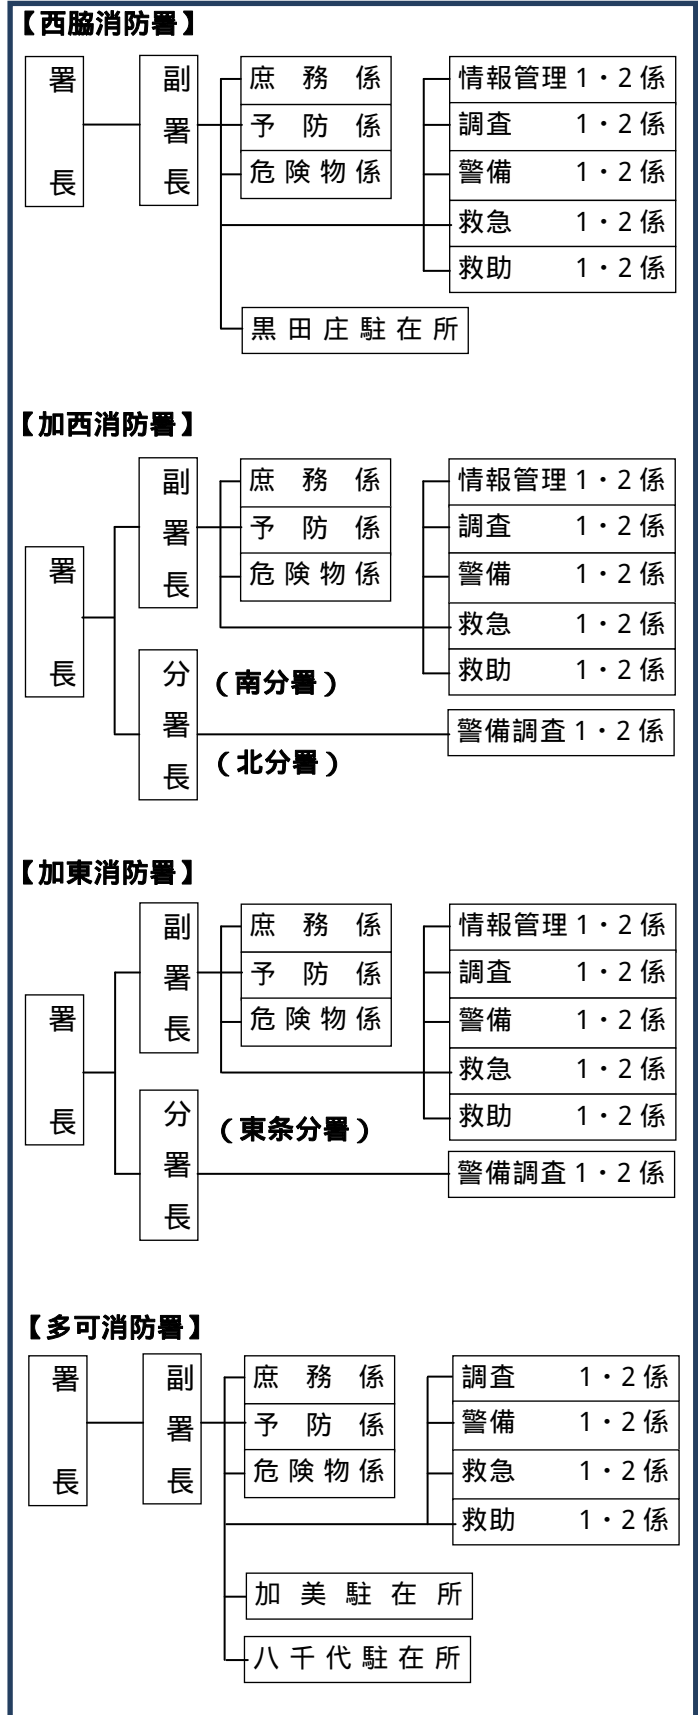 【西脇消防署】
署長
副署長
庶務係
予防係
危険物係
情報管理1・2係
調査 1・2係
警備 1・2係
救急 1・2係
救助 1・2係
黒田庄駐在所
【加西消防署】
署長
副署長
庶務係
予防係
危険物係
情報管理1・2係
調査 1・2係
警備 1・2係
救急 1・2係
救助 1・2係
分署長
(南分署)
(北分署)
警備調査1・2係
【加東消防署】
署長
副署長
庶務係
予防係
危険物係
情報管理1・2係
調査 1・2係
警備 1・2係
救急 1・2係
救助 1・2係
分署長
(東条分署)
警備調査1・2係
【多可消防署】
署長
副署長
庶務係
予防係
危険物係
調査 1・2係
警備 1・2係
救急 1・2係
救助 1・2係
加美駐在所
八千代駐在所